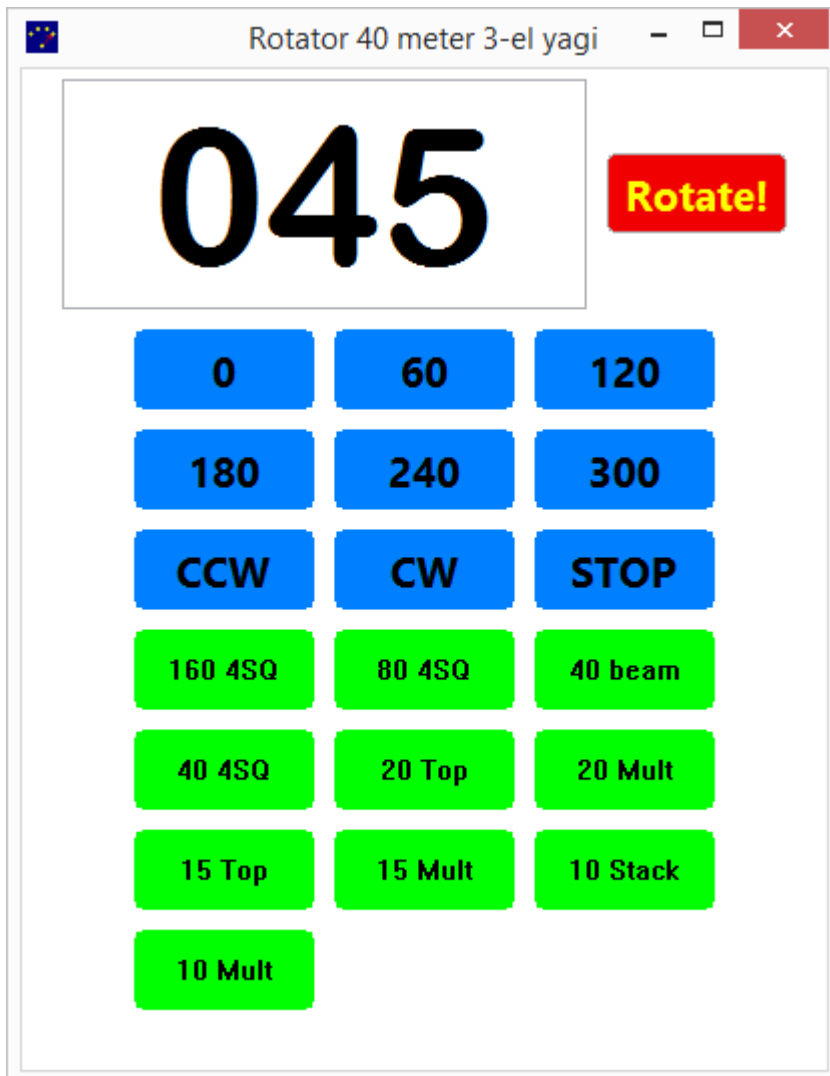 Rotator 40 meter 3-el yagi
045
Rotate!
0 60 120
180 240 300
CCW CW STOP
160 4SQ 80 4SQ 40 beam
40 4SQ 20 Top 20 Mult
15 Top 15 Mult 10 Stack
10 Mult